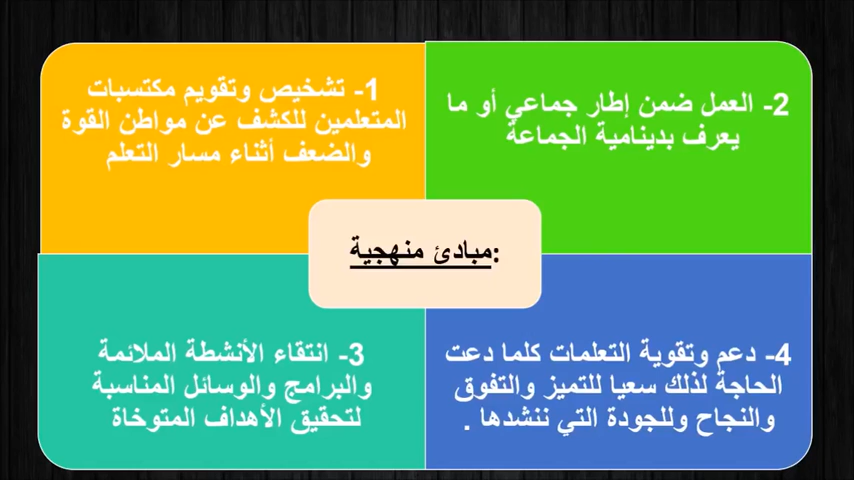 1- تشخيص وتقويم مكتسبات
المتعلمين للكشف عن مواطن القوة
والضعف أثناء مسار التعلم
2- العمل ضمن إطار جماعي أو ما
يعرف بدينامية الجماعة
مبادئ منهجية:
3- انتقاء الأنشطة الملائمة
والبرامج والوسائل المناسبة
لتحقيق الأهداف المتوخاة
4- دعم وتقوية التعلمات كلما دعت
الحاجة لذلك سعيا للتميز والتفوق
والنجاح وللجودة التي ننشدها .